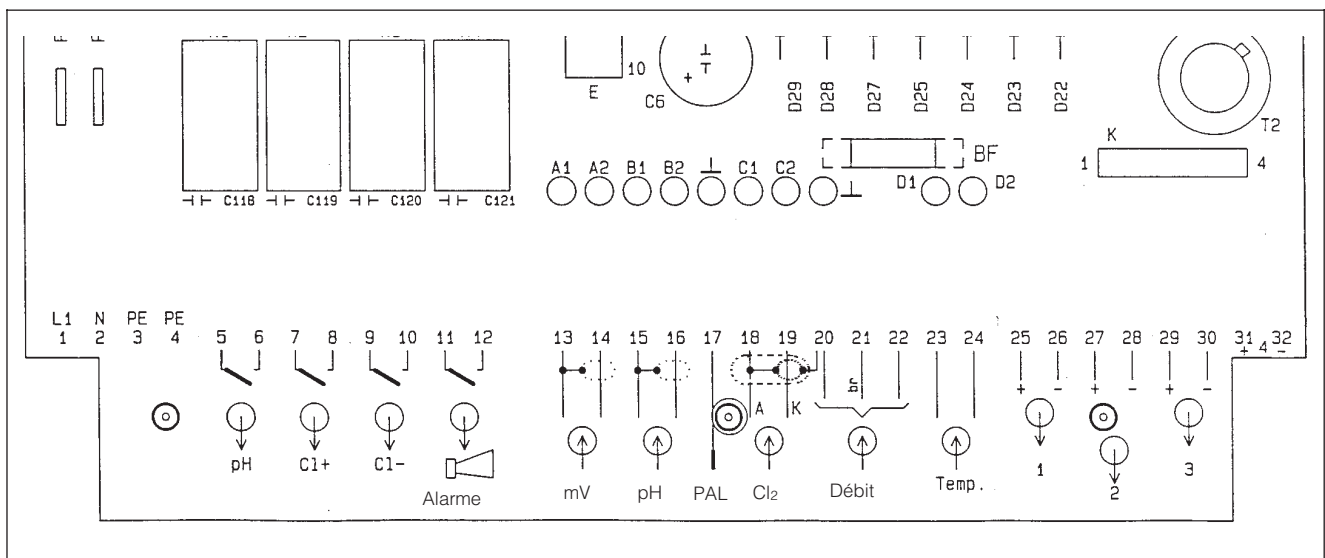 E 10
C6
D29 D28 D27 D25 D24 D23 D22
T2
K
BF
1 4
A1 A2 B1 B2 C1 C2
D1 D2
C118 C119 C120 C121
L1 N PE PE
1 2 3 4 5 6 7 8 9 10 11 12 13 14 15 16 17 18 19 20 21 22 23 24 25 26 27 28 29 30 31 32
+ 4 -
br
+ - + - + -
A K
pH Cl+ Cl-
Alarme
mV pH PAL Cl2 Débit Temp.
1 2 3